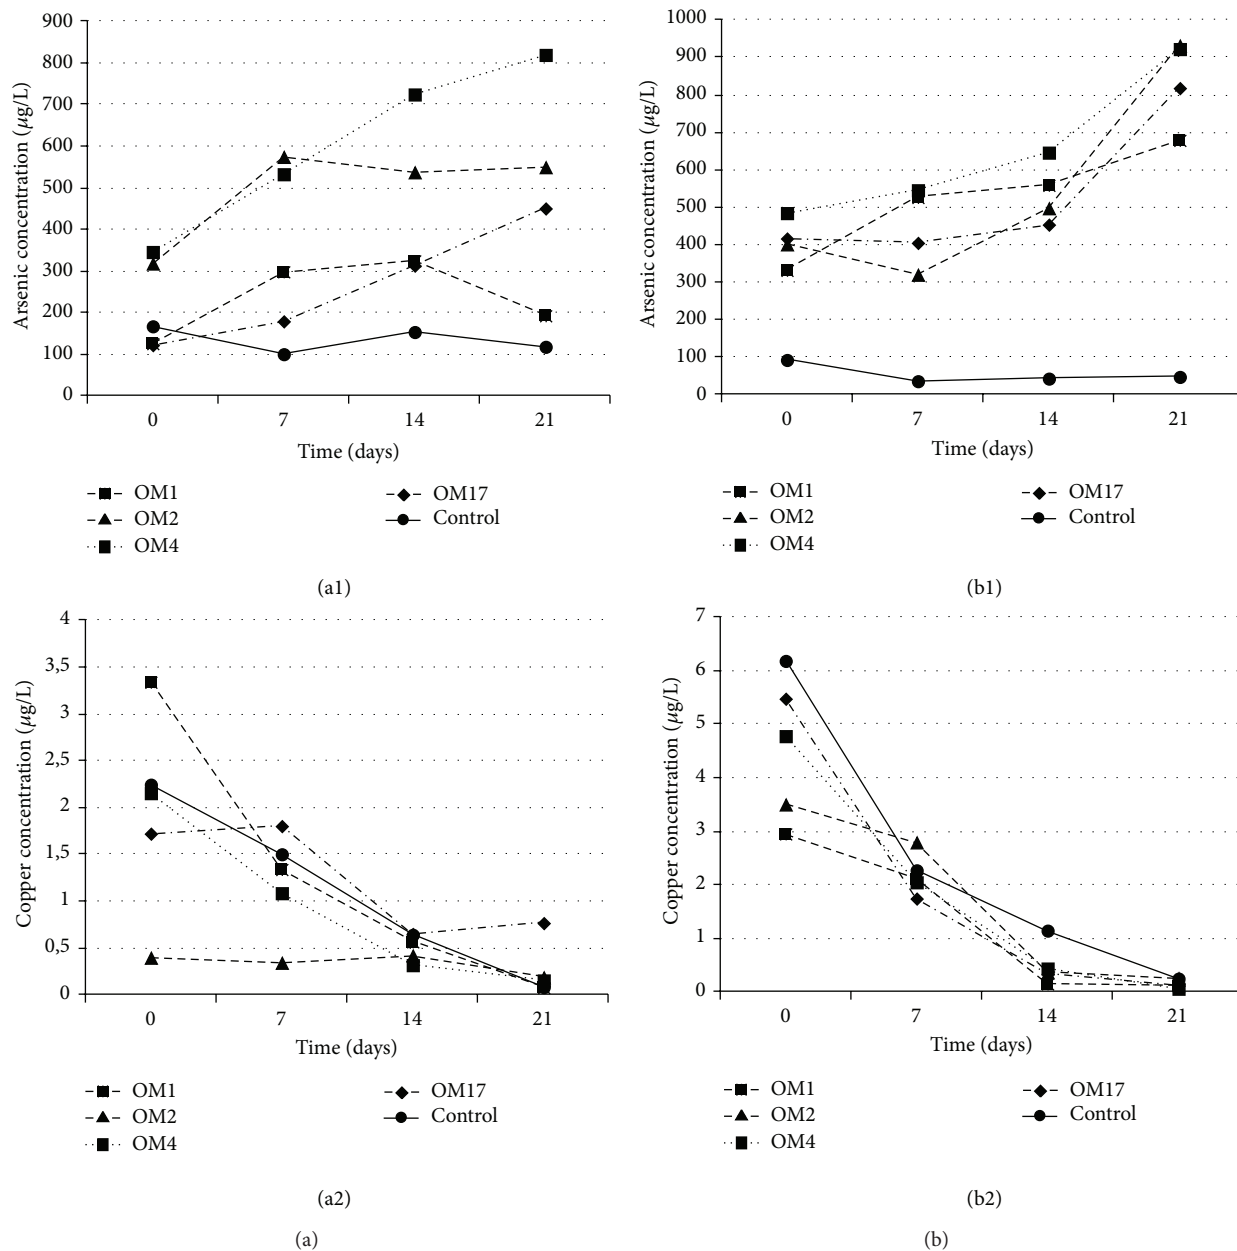 900
800
700
600
500
400
300
200
100
0
Arsenic concentration (μg/L)
0 7 14 21
Time (days)
OM1
OM2
OM4
OM17
Control
(a1)
1000
900
800
700
600
500
400
300
200
100
0
Arsenic concentration (μg/L)
0 7 14 21
Time (days)
OM1
OM2
OM4
OM17
Control
(b1)
4
3,5
3
2,5
2
1,5
1
0,5
0
Copper concentration (μg/L)
0 7 14 21
Time (days)
OM1
OM2
OM4
OM17
Control
(a2)
(a)
7
6
5
4
3
2
1
0
Copper concentration (μg/L)
0 7 14 21
Time (days)
OM1
OM2
OM4
OM17
Control
(b2)
(b)